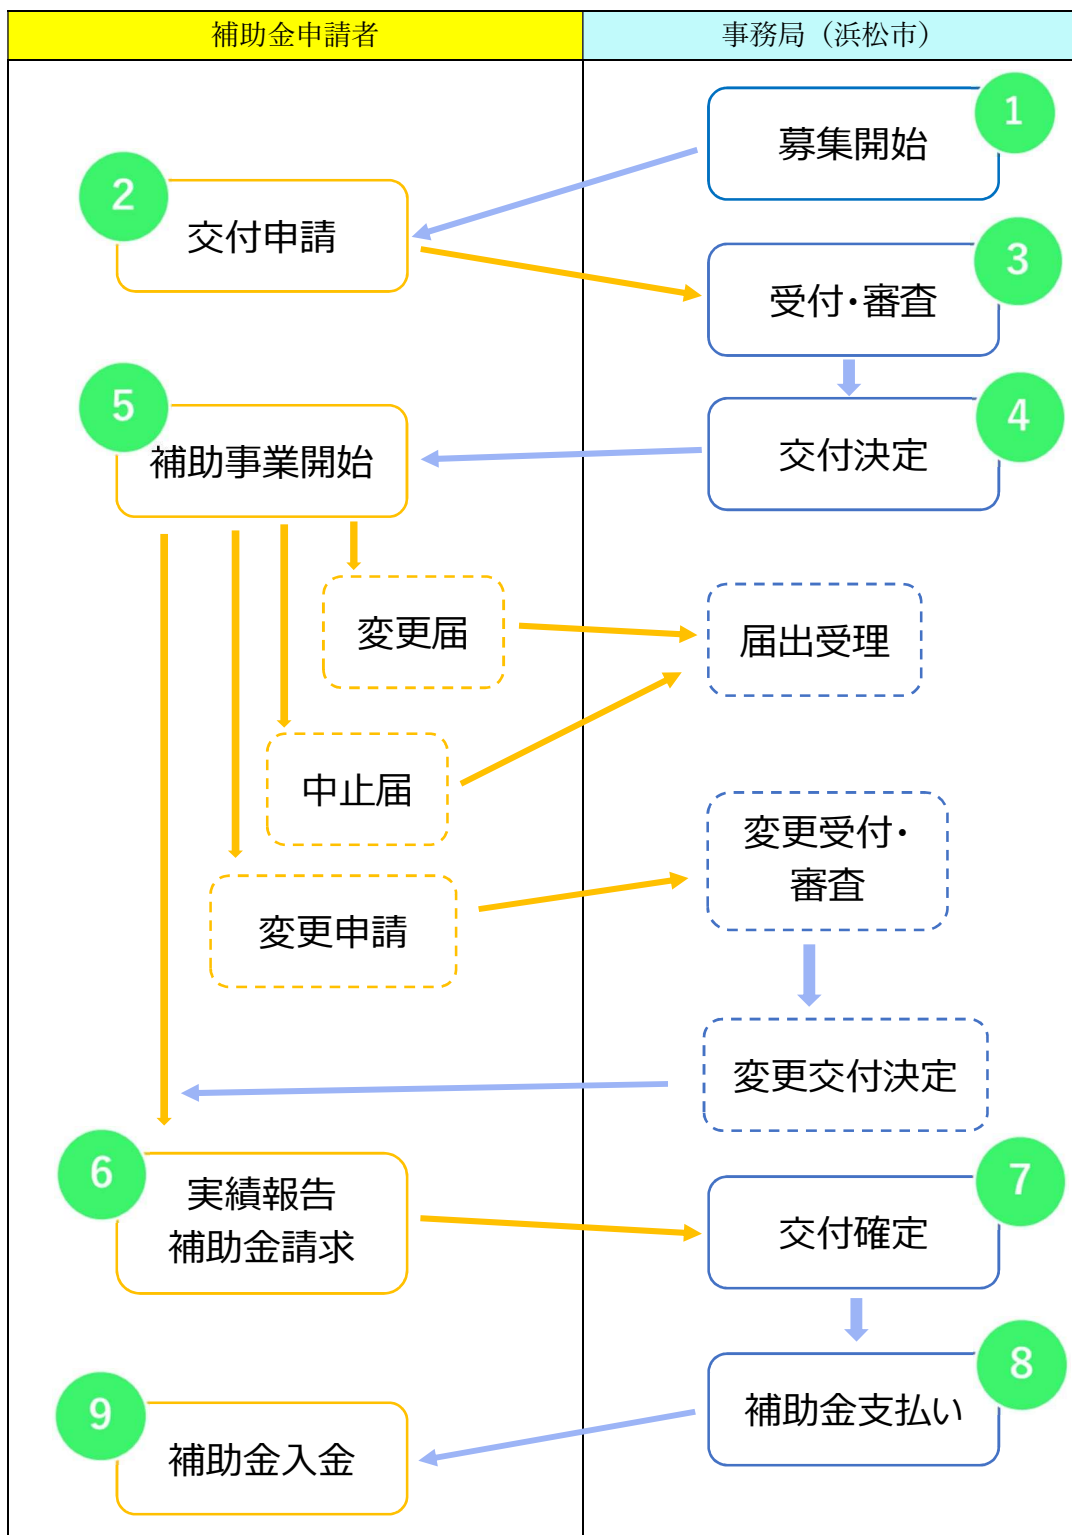 補助金申請者
事務局（浜松市）
1
募集開始
2
交付申請
3
受付・審査
4
交付決定
5
補助事業開始
変更届
届出受理
中止届
変更受付・
審査
変更申請
変更交付決定
6
実績報告
補助金請求
7
交付確定
8
補助金支払い
9
補助金入金